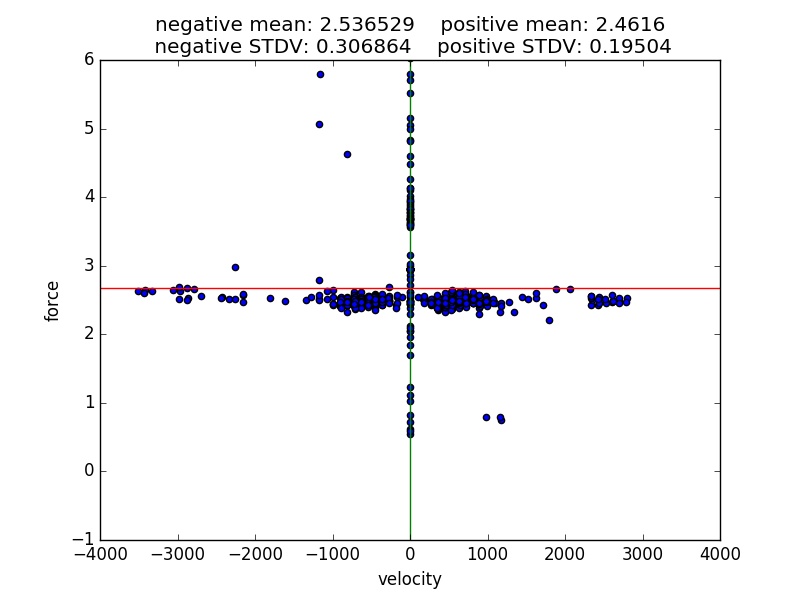 negative mean: 2.536529 positive mean: 2.4616
negative STDV: 0.306864 positive STDV: 0.19504
6
5
4
3
2
1
0
−1
force
−4000 −3000 −2000 −1000 0 1000 2000 3000 4000
velocity